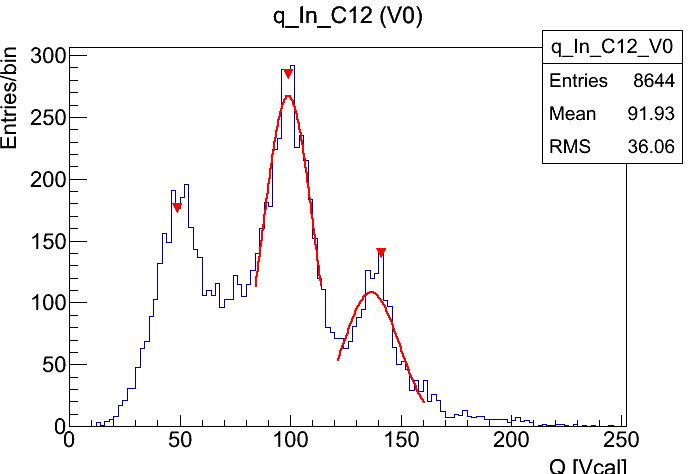 q_In_C12 (V0)
q_In_C12_V0
Entries 8644
Mean 91.93
RMS 36.06
Entries/bin
300
250
200
150
100
50
0
0 50 100 150 200 250
Q [Vcal]